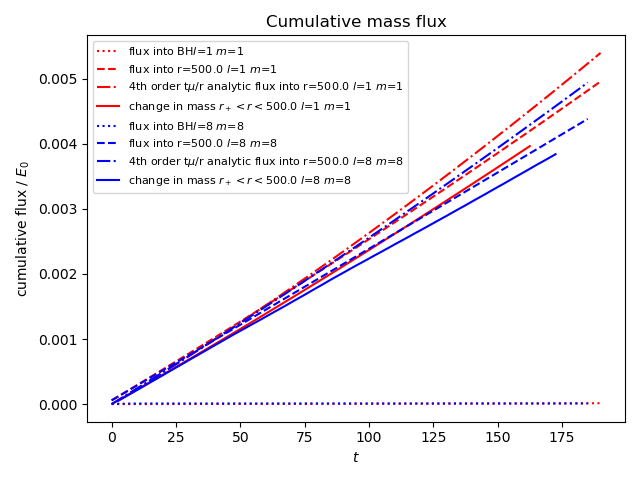 Cumulative mass flux
flux into BHl=1 m=1
flux into r=500.0 l=1 m=1
4th order tμ/r analytic flux into r=500.0 l=1 m=1
change in mass r₊ < r < 500.0 l=1 m=1
flux into BHl=8 m=8
flux into r=500.0 l=8 m=8
4th order tμ/r analytic flux into r=500.0 l=8 m=8
change in mass r₊ < r < 500.0 l=8 m=8
cumulative flux / E₀
0.005
0.004
0.003
0.002
0.001
0.000
0 25 50 75 100 125 150 175
t